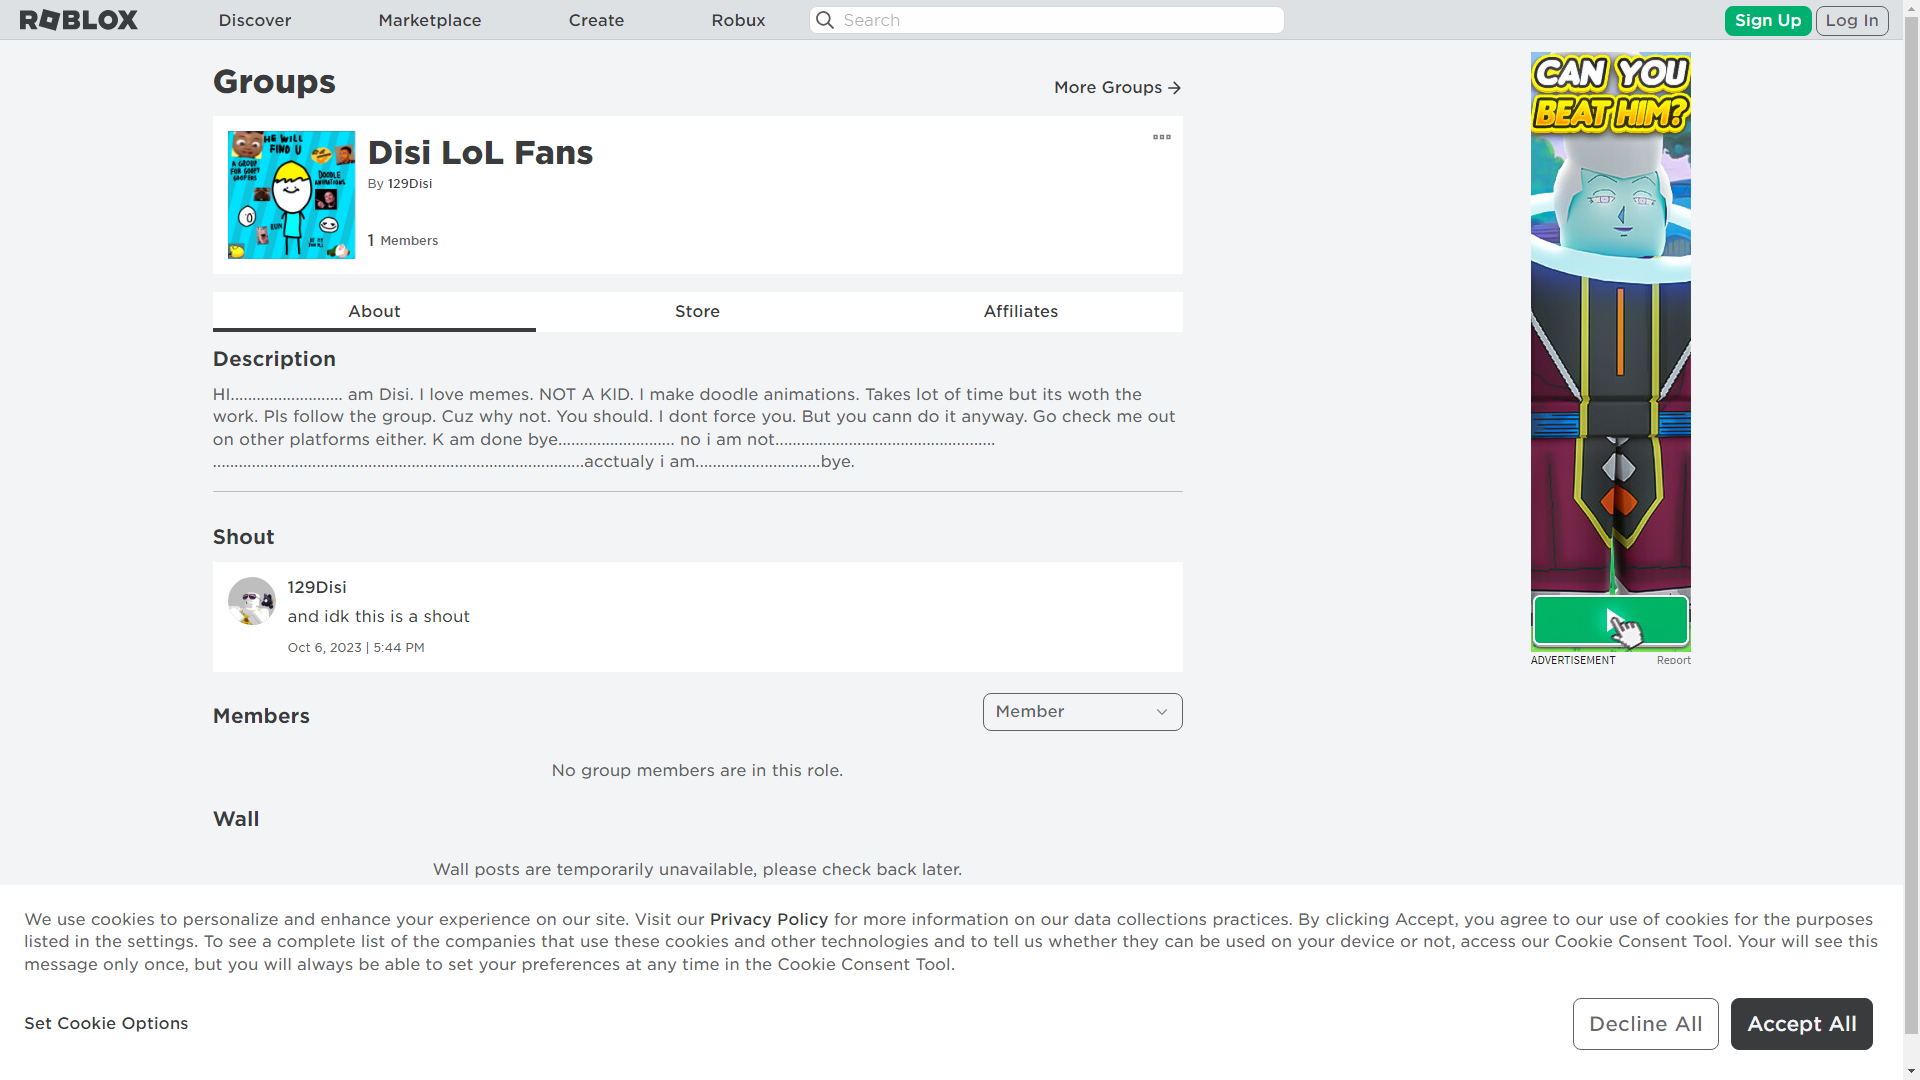 ROBLOX
Discover
Marketplace
Create
Robux
Search
Sign Up
Log In
Groups
More Groups
HE WILL
FIND U
A GROUP
FOR GOOFY
GOOFERS
DOODLE
ANIMATIONS
RUN
Disi LoL Fans
By 129Disi
1 Members
About
Store
Affiliates
Description
HI.......................... am Disi. I love memes. NOT A KID. I make doodle animations. Takes lot of time but its woth the
work. Pls follow the group. Cuz why not. You should. I dont force you. But you cann do it anyway. Go check me out
on other platforms either. K am done bye........................... no i am not...................................................
......................................................................................acctualy i am.............................bye.
Shout
129Disi
and idk this is a shout
Oct 6, 2023 | 5:44 PM
Members
Member
No group members are in this role.
Wall
Wall posts are temporarily unavailable, please check back later.
CAN YOU
BEAT HIM?
ADVERTISEMENT
Report
We use cookies to personalize and enhance your experience on our site. Visit our Privacy Policy for more information on our data collections practices. By clicking Accept, you agree to our use of cookies for the purposes
listed in the settings. To see a complete list of the companies that use these cookies and other technologies and to tell us whether they can be used on your device or not, access our Cookie Consent Tool. Your will see this
message only once, but you will always be able to set your preferences at any time in the Cookie Consent Tool.
Set Cookie Options
Decline All
Accept All